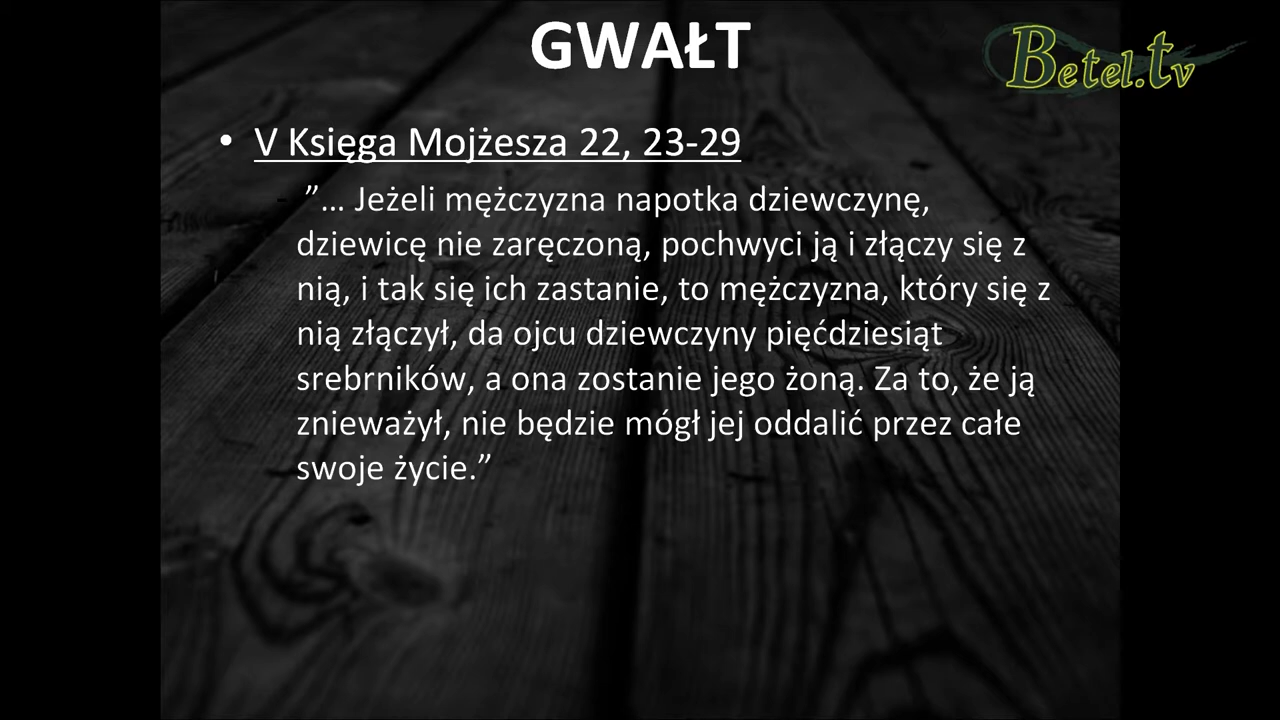 GWAŁT
Betel.tv
• V Księga Mojżesza 22, 23-29
”... Jeżeli mężczyzna napotka dziewczynę,
dziewicę nie zaręczoną, pochwyci ją i złączy się z
nią, i tak się ich zastanie, to mężczyzna, który się z
nią złączył, da ojcu dziewczyny pięćdziesiąt
srebrników, a ona zostanie jego żoną. Za to, że ją
znieważył, nie będzie mógł jej oddalić przez całe
swoje życie.”